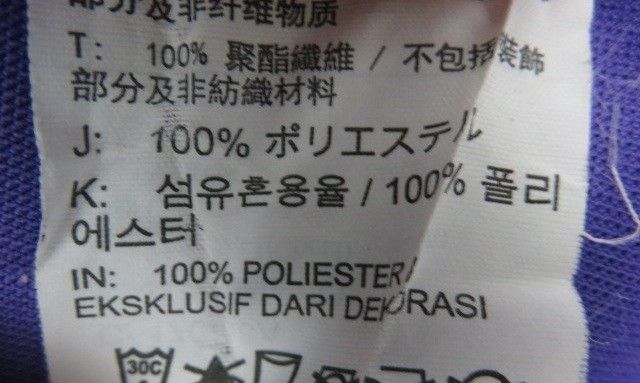 部分及非纤维物质
T: 100% 聚酯纖維 / 不包括裝飾
部分及非紡織材料
J: 100% ポリエステル
K: 섬유혼용율 / 100% 폴리
에스터
IN: 100% POLIESTER /
EKSKLUSIF DARI DEKORASI
30C